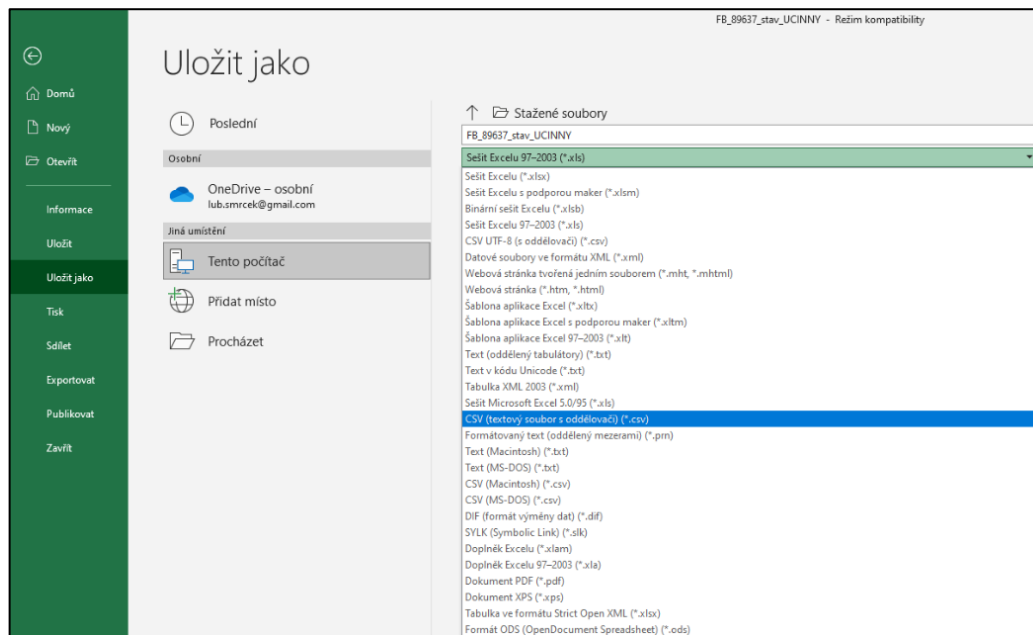 FB_89637_stav_UCINNY - Režim kompatibility
Domů
Nový
Otevřít
Informace
Uložit
Uložit jako
Tisk
Sdílet
Exportovat
Publikovat
Zavřít
Uložit jako
Poslední
Osobní
OneDrive – osobní
lub.smrcek@gmail.com
Jiná umístění
Tento počítač
Přidat místo
Procházet
Stažené soubory
FB_89637_stav_UCINNY
Sešit Excelu 97–2003 (*.xls)
Sešit Excelu (*.xlsx)
Sešit Excelu s podporou maker (*.xlsm)
Binární sešit Excelu (*.xlsb)
Sešit Excelu 97–2003 (*.xls)
CSV UTF-8 (s oddělovači) (*.csv)
Datové soubory ve formátu XML (*.xml)
Webová stránka tvořená jedním souborem (*.mht, *.mhtml)
Webová stránka (*.htm, *.html)
Šablona aplikace Excel (*.xltx)
Šablona aplikace Excel s podporou maker (*.xltm)
Šablona aplikace Excel 97–2003 (*.xlt)
Text (oddělený tabulátory) (*.txt)
Text v kódu Unicode (*.txt)
Tabulka XML 2003 (*.xml)
Sešit Microsoft Excel 5.0/95 (*.xls)
CSV (textový soubor s oddělovači) (*.csv)
Formátovaný text (oddělený mezerami) (*.prn)
Text (Macintosh) (*.txt)
Text (MS-DOS) (*.txt)
CSV (Macintosh) (*.csv)
CSV (MS-DOS) (*.csv)
DIF (formát výměny dat) (*.dif)
SYLK (Symbolic Link) (*.slk)
Doplněk Excelu (*.xlam)
Doplněk Excelu 97–2003 (*.xla)
Dokument PDF (*.pdf)
Dokument XPS (*.xps)
Tabulka ve formátu Strict Open XML (*.xlsx)
Formát ODS (OpenDocument Spreadsheet) (*.ods)